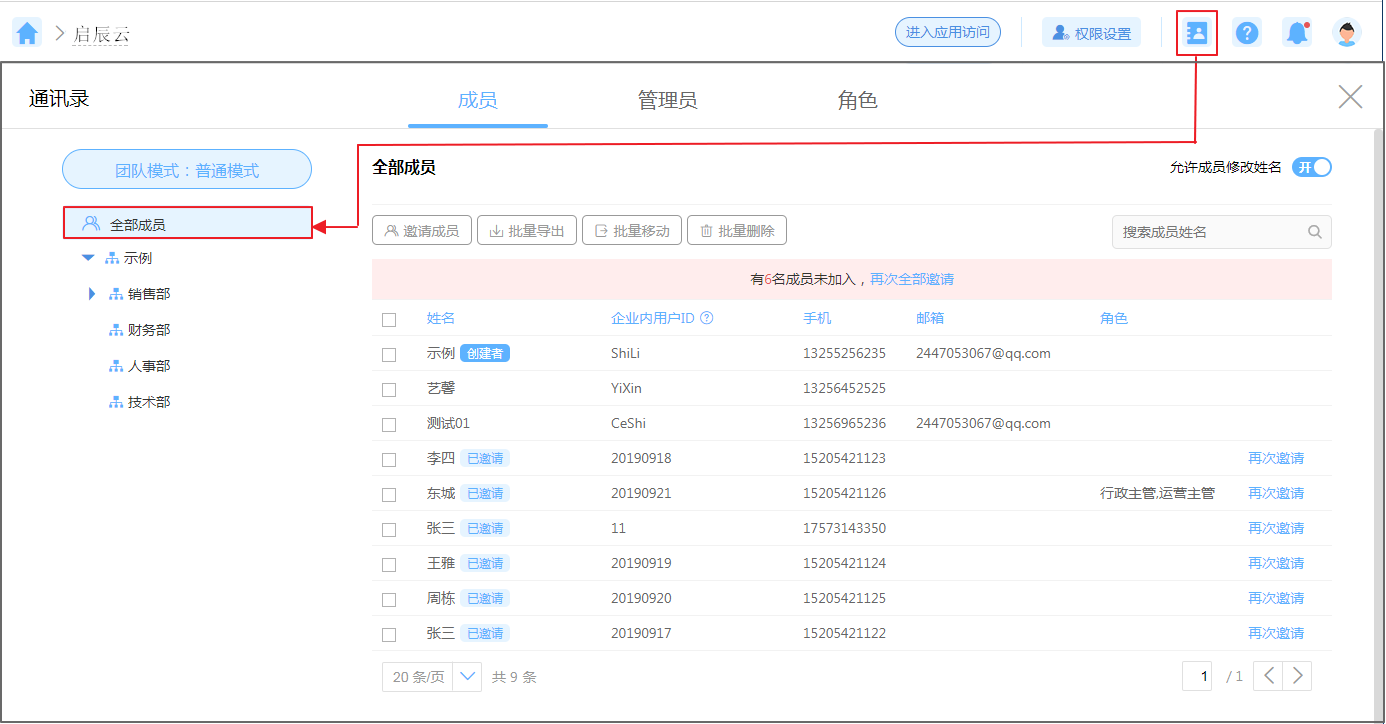 启辰云 进入应用访问 权限设置
通讯录 成员 管理员 角色
团队模式：普通模式
全部成员
示例
销售部
财务部
人事部
技术部
全部成员 允许成员修改姓名 开
邀请成员 批量导出 批量移动 批量删除 搜索成员姓名
有6名成员未加入，再次全部邀请
姓名 企业内用户ID ? 手机 邮箱 角色
示例 创建者 ShiLi 13255256235 2447053067@qq.com
艺馨 YiXin 13256452525
测试01 CeShi 13256965236 2447053067@qq.com
李四 已邀请 20190918 15205421123 再次邀请
东城 已邀请 20190921 15205421126 行政主管,运营主管 再次邀请
张三 已邀请 11 17573143350 再次邀请
王雅 已邀请 20190919 15205421124 再次邀请
周栋 已邀请 20190920 15205421125 再次邀请
张三 已邀请 20190917 15205421122 再次邀请
20 条/页 共 9 条 1 / 1